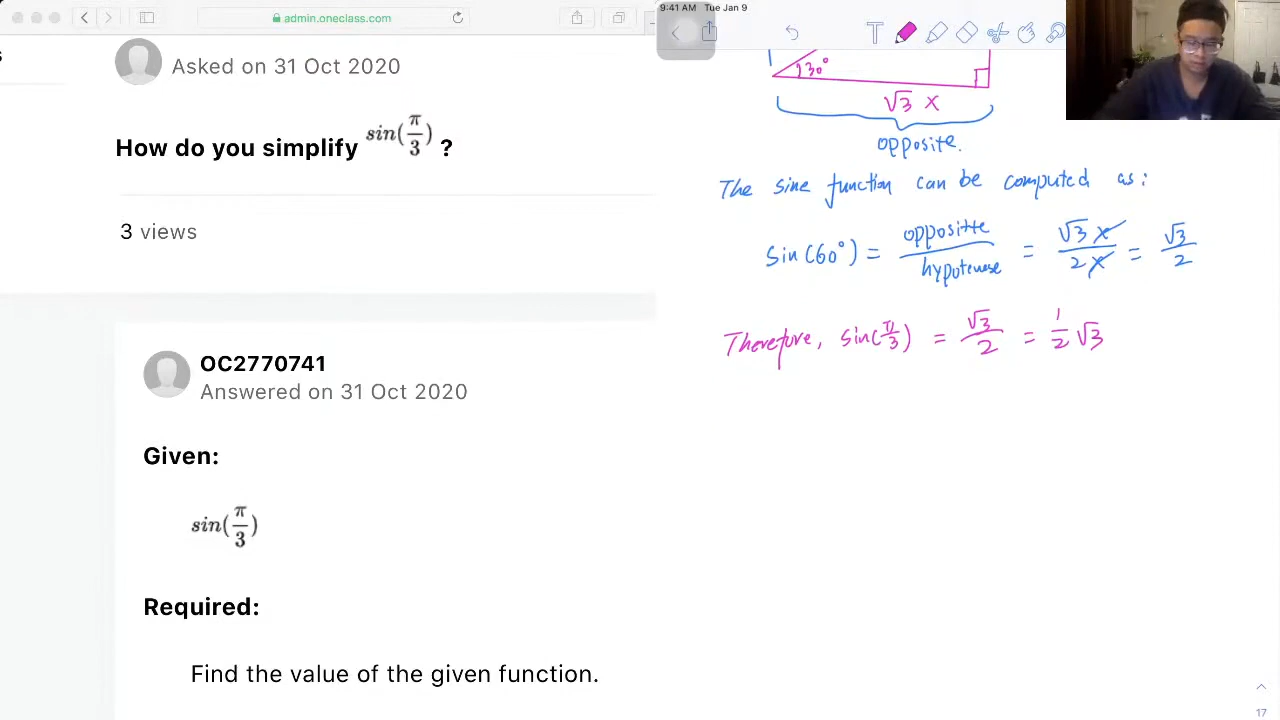 admin.oneclass.com
Asked on 31 Oct 2020
How do you simplify sin(π/3) ?
3 views
OC2770741
Answered on 31 Oct 2020
Given:
sin(π/3)
Required:
Find the value of the given function.
9:41 AM Tue Jan 9
30°
√3 x
opposite.
The sine function can be computed as:
sin(60°) = opposite/hypotenuse = √3 x/2x = √3/2
Therefore, sin(π/3) = √3/2 = 1/2 √3
17